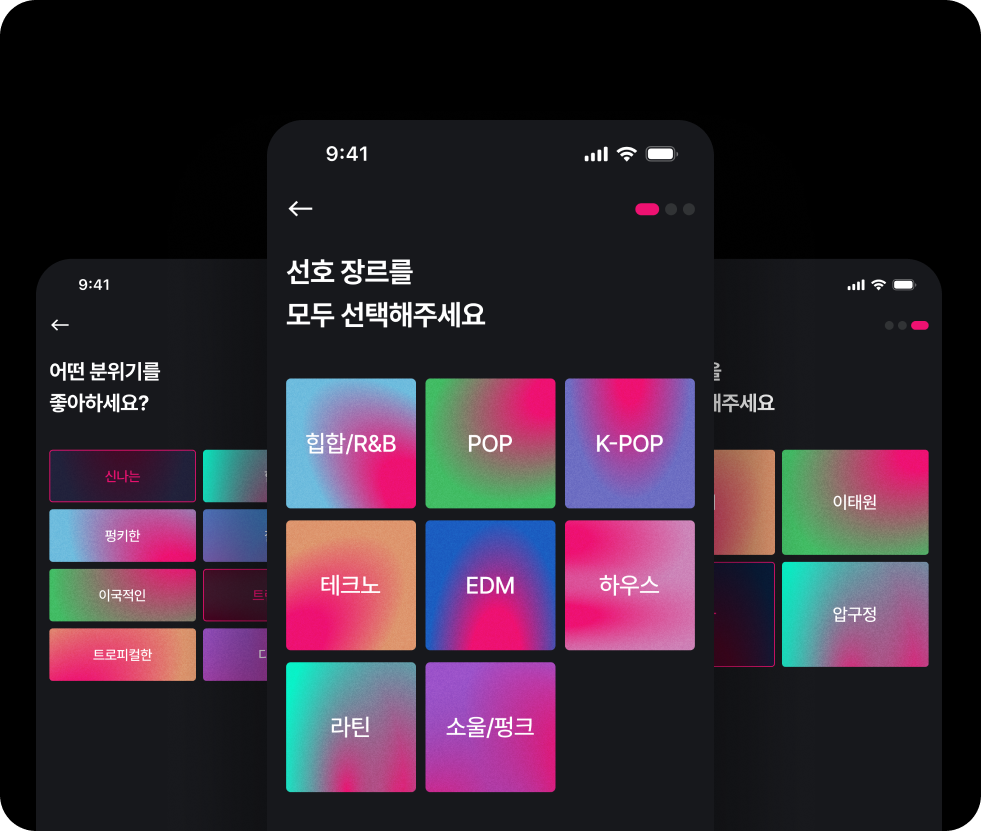 9:41
선호 장르를
모두 선택해주세요
힙합/R&B
POP
K-POP
테크노
EDM
하우스
라틴
소울/펑크
9:41
어떤 분위기를
좋아하세요?
신나는
펑키한
이국적인
트로피컬한
해주세요
이태원
압구정